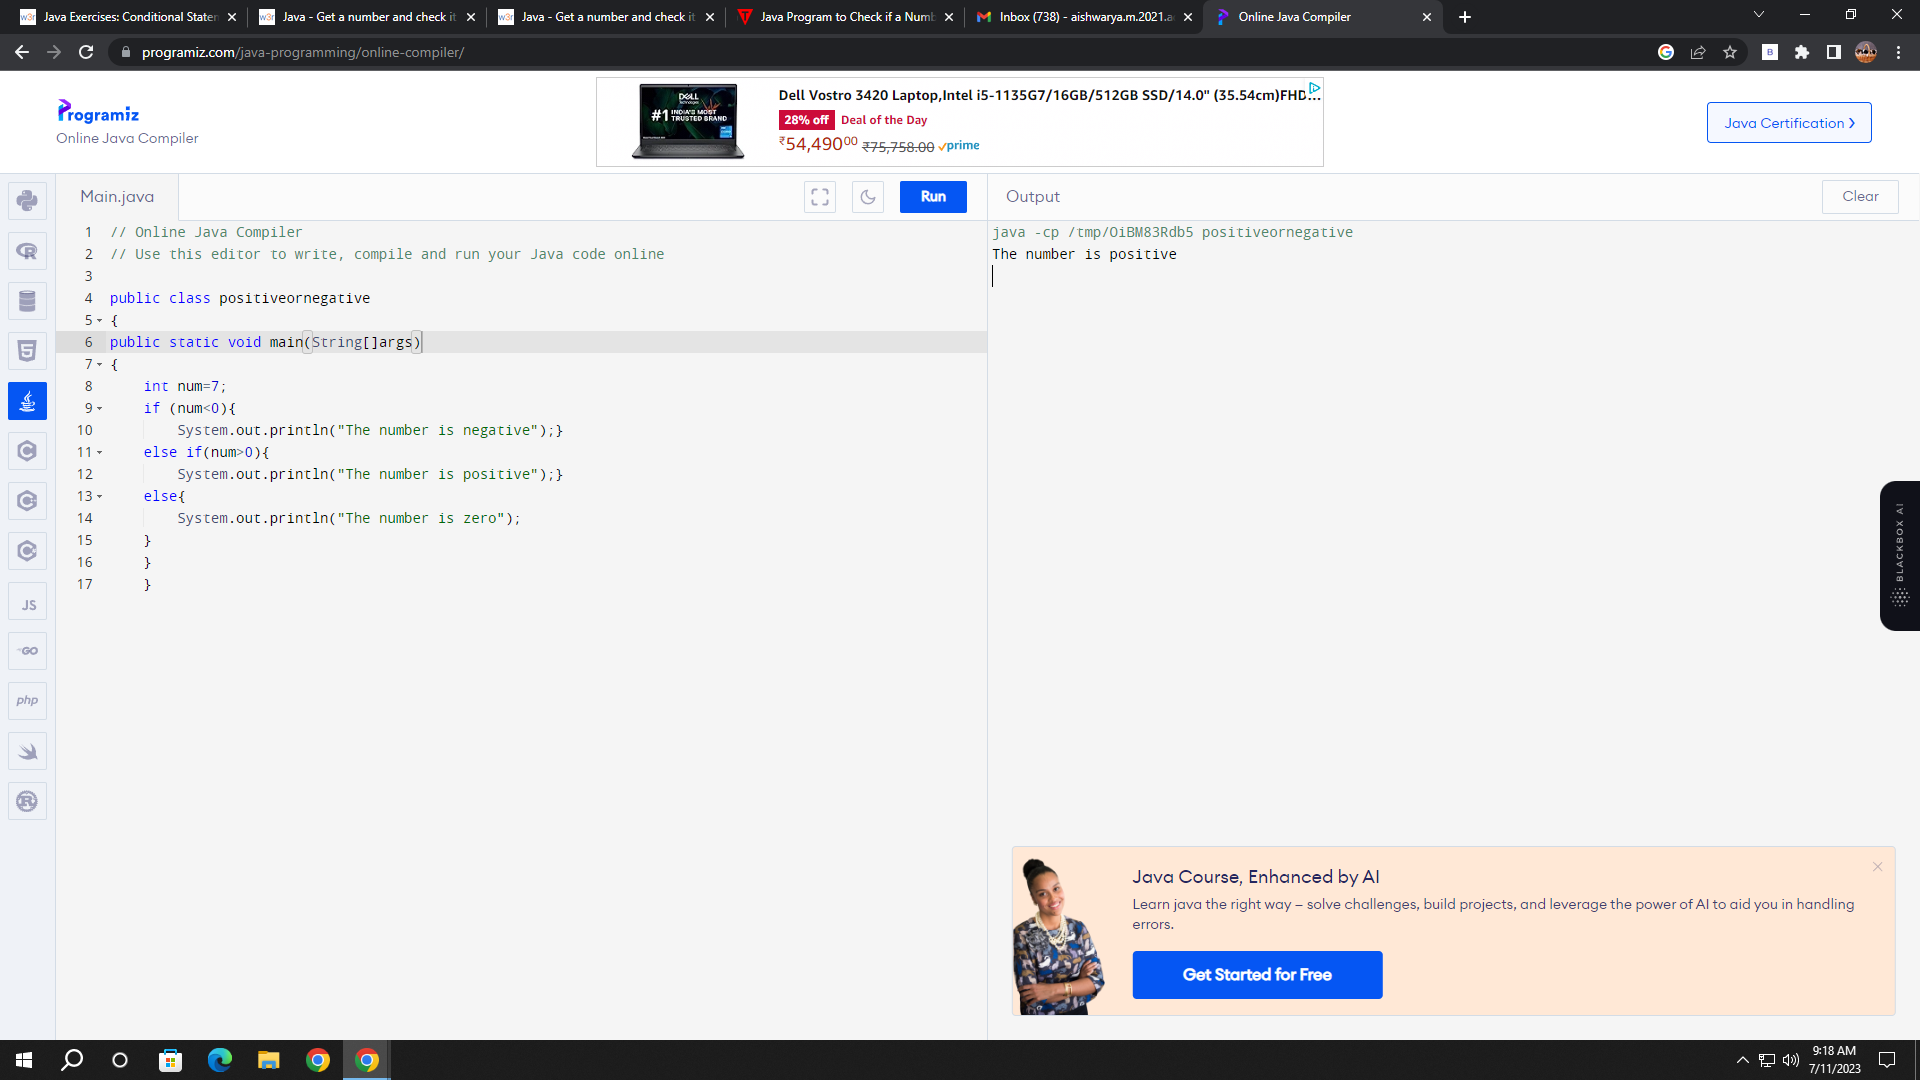 Java Exercises: Conditional Staten
Java - Get a number and check it
Java - Get a number and check it
Java Program to Check if a Numb
Inbox (738) - aishwarya.m.2021.a
Online Java Compiler
programiz.com/java-programming/online-compiler/
Programiz
Online Java Compiler
DELL
Technologies
#1 INDIA'S MOST
TRUSTED BRAND
Dell Vostro 3420 Laptop,Intel i5-1135G7/16GB/512GB SSD/14.0" (35.54cm)FHD...
28% off Deal of the Day
₹54,49000 ₹75,758.00 prime
Java Certification ❯
Main.java
Run
Output
Clear
1 // Online Java Compiler
2 // Use this editor to write, compile and run your Java code online
3
4 public class positiveornegative
5 {
6 public static void main(String[]args)
7 {
8 int num=7;
9 if (num<0){
10 System.out.println("The number is negative");}
11 else if(num>0){
12 System.out.println("The number is positive");}
13 else{
14 System.out.println("The number is zero");
15 }
16 }
17 }
java -cp /tmp/OiBM83Rdb5 positiveornegative
The number is positive
JS
GO
php
BLACKBOX AI
Java Course, Enhanced by AI
Learn java the right way – solve challenges, build projects, and leverage the power of AI to aid you in handling
errors.
Get Started for Free
9:18 AM
7/11/2023